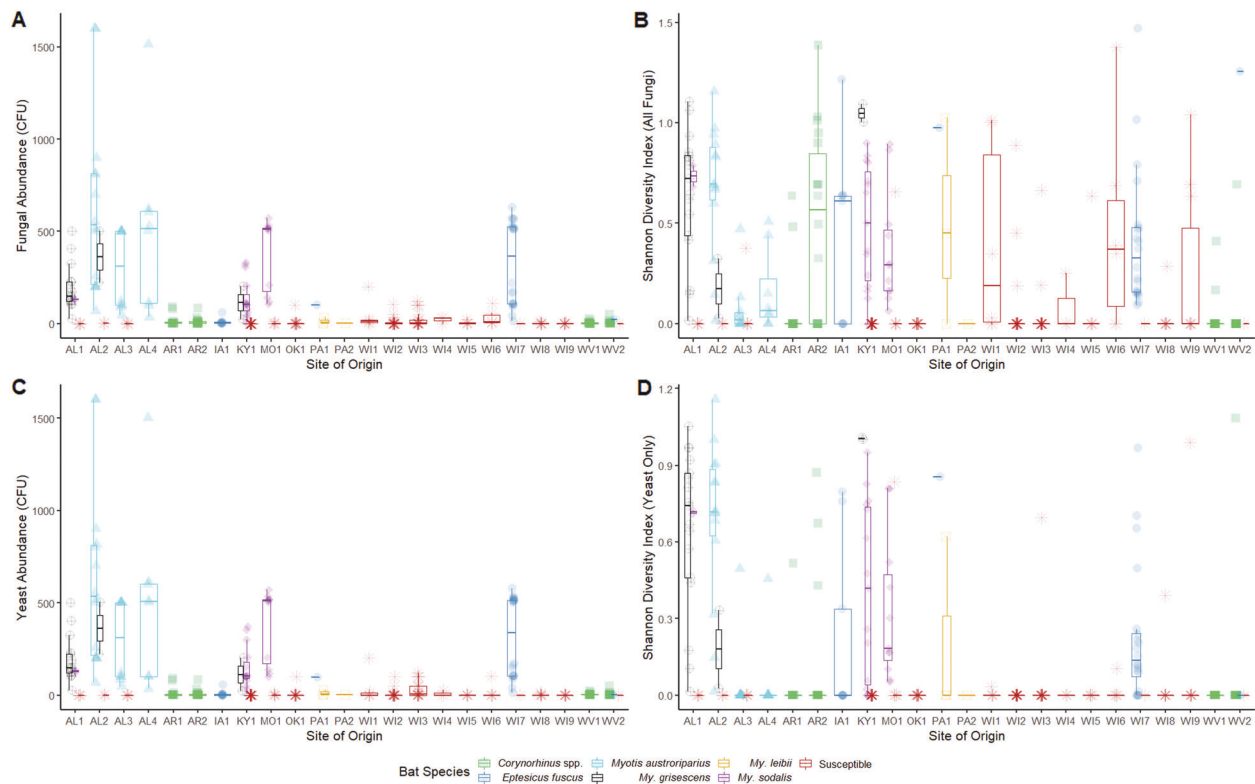 A
Fungal Abundance (CFU)
1500
1000
500
0
AL1 AL2 AL3 AL4 AR1 AR2 IA1 KY1 MO1 OK1 PA1 PA2 WI1 WI2 WI3 WI4 WI5 WI6 WI7 WI8 WI9 WV1 WV2
Site of Origin
B
Shannon Diversity Index (All Fungi)
1.5
1.0
0.5
0.0
AL1 AL2 AL3 AL4 AR1 AR2 IA1 KY1 MO1 OK1 PA1 PA2 WI1 WI2 WI3 WI4 WI5 WI6 WI7 WI8 WI9 WV1 WV2
Site of Origin
C
Yeast Abundance (CFU)
1500
1000
500
0
AL1 AL2 AL3 AL4 AR1 AR2 IA1 KY1 MO1 OK1 PA1 PA2 WI1 WI2 WI3 WI4 WI5 WI6 WI7 WI8 WI9 WV1 WV2
Site of Origin
D
Shannon Diversity Index (Yeast Only)
1.2
0.9
0.6
0.3
0.0
AL1 AL2 AL3 AL4 AR1 AR2 IA1 KY1 MO1 OK1 PA1 PA2 WI1 WI2 WI3 WI4 WI5 WI6 WI7 WI8 WI9 WV1 WV2
Site of Origin
Bat Species
Corynorhinus spp. Myotis austroriparius My. leibii Susceptible
Eptesicus fuscus My. grisescens My. sodalis